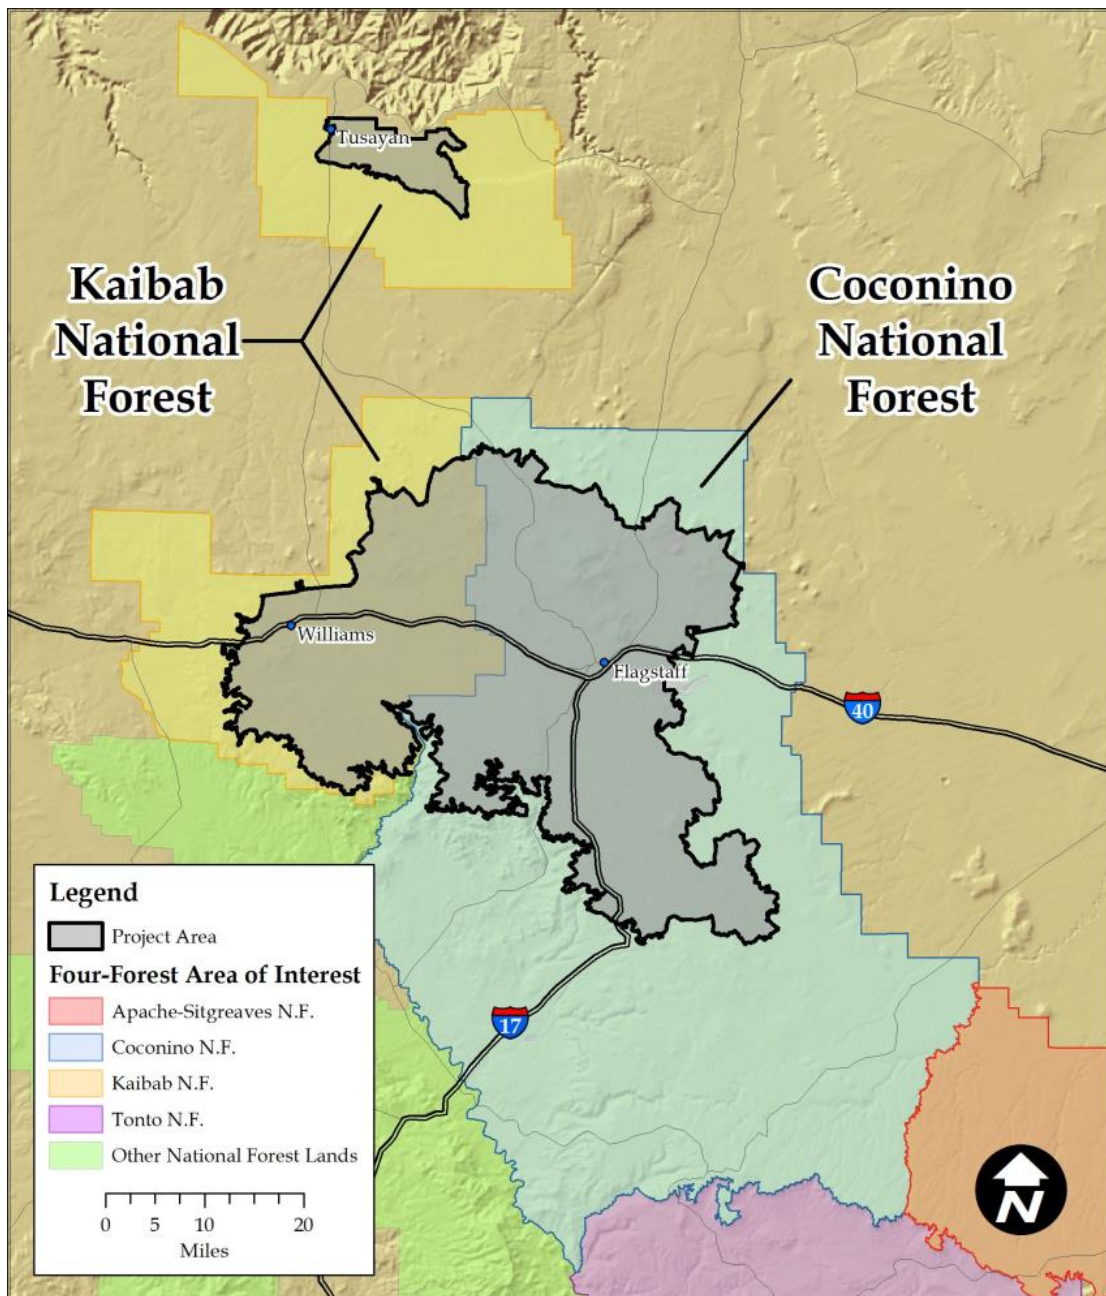 Tusayan
Kaibab
National
Forest
Coconino
National
Forest
Williams
Flagstaff
40
17
Legend
Project Area
Four-Forest Area of Interest
Apache-Sitgreaves N.F.
Coconino N.F.
Kaibab N.F.
Tonto N.F.
Other National Forest Lands
0 5 10 20
Miles
N